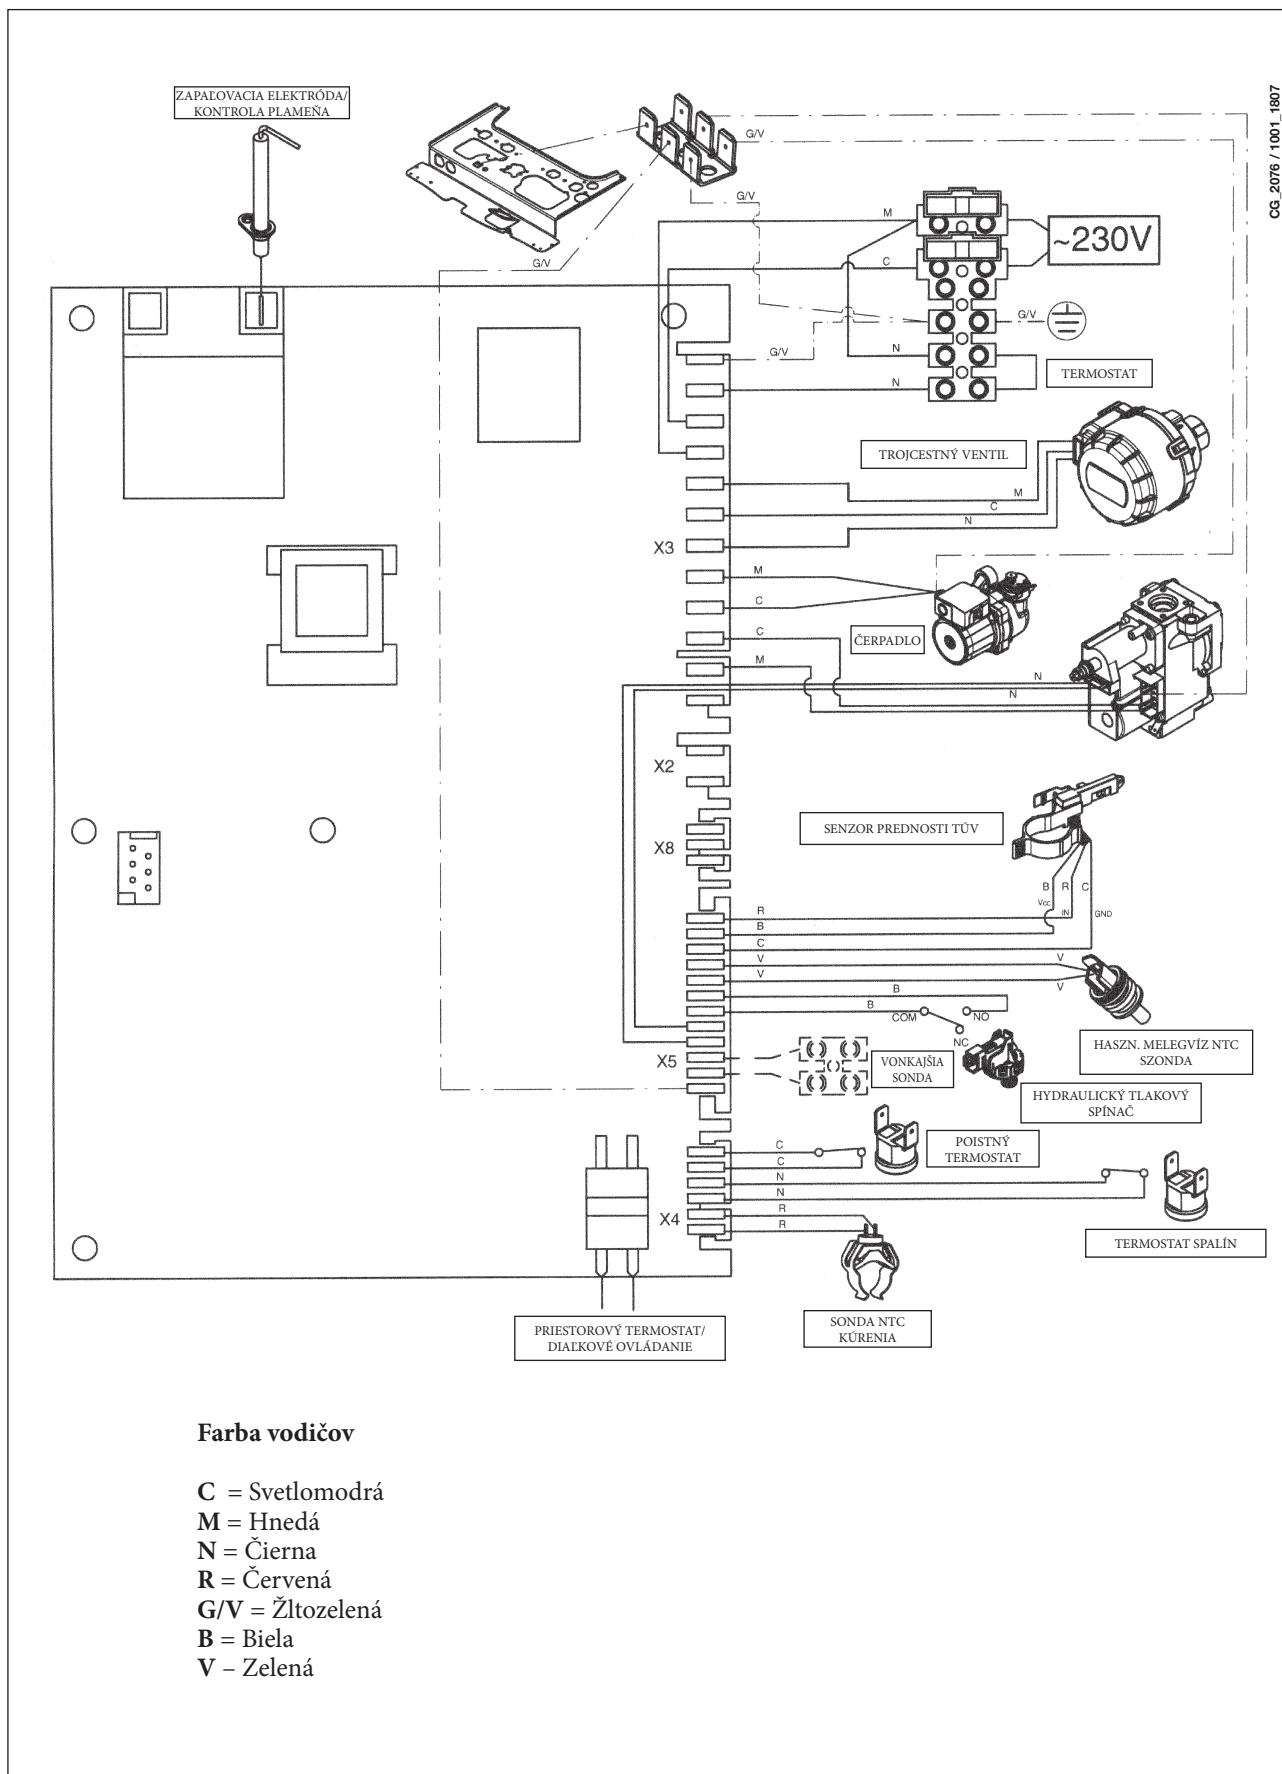 CG_2076 / 1001_1807
ZAPAĽOVACIA ELEKTRÓDA/
KONTROLA PLAMEŇA
G/V
G/V
G/V
M
~230V
C
G/V
G/V
N
TERMOSTAT
N
TROJCESTNÝ VENTIL
M
C
N
X3
M
C
ČERPADLO
C
M
N
N
X2
SENZOR PREDNOSTI TÚV
X8
B
R
C
Vcc
IN
GND
R
B
C
V
V
V
V
B
B
COM
NO
NC
HASZN. MELEGVÍZ NTC
SZONDA
X5
VONKAJŠIA
SONDA
HYDRAULICKÝ TLAKOVÝ
SPÍNAČ
C
C
POISTNÝ
TERMOSTAT
N
N
R
R
X4
TERMOSTAT SPALÍN
PRIESTOROVÝ TERMOSTAT/
DIAĽKOVÉ OVLÁDANIE
SONDA NTC
KÚRENIA
Farba vodičov
C = Svetlomodrá
M = Hnedá
N = Čierna
R = Červená
G/V = Žltozelená
B = Biela
V – Zelená